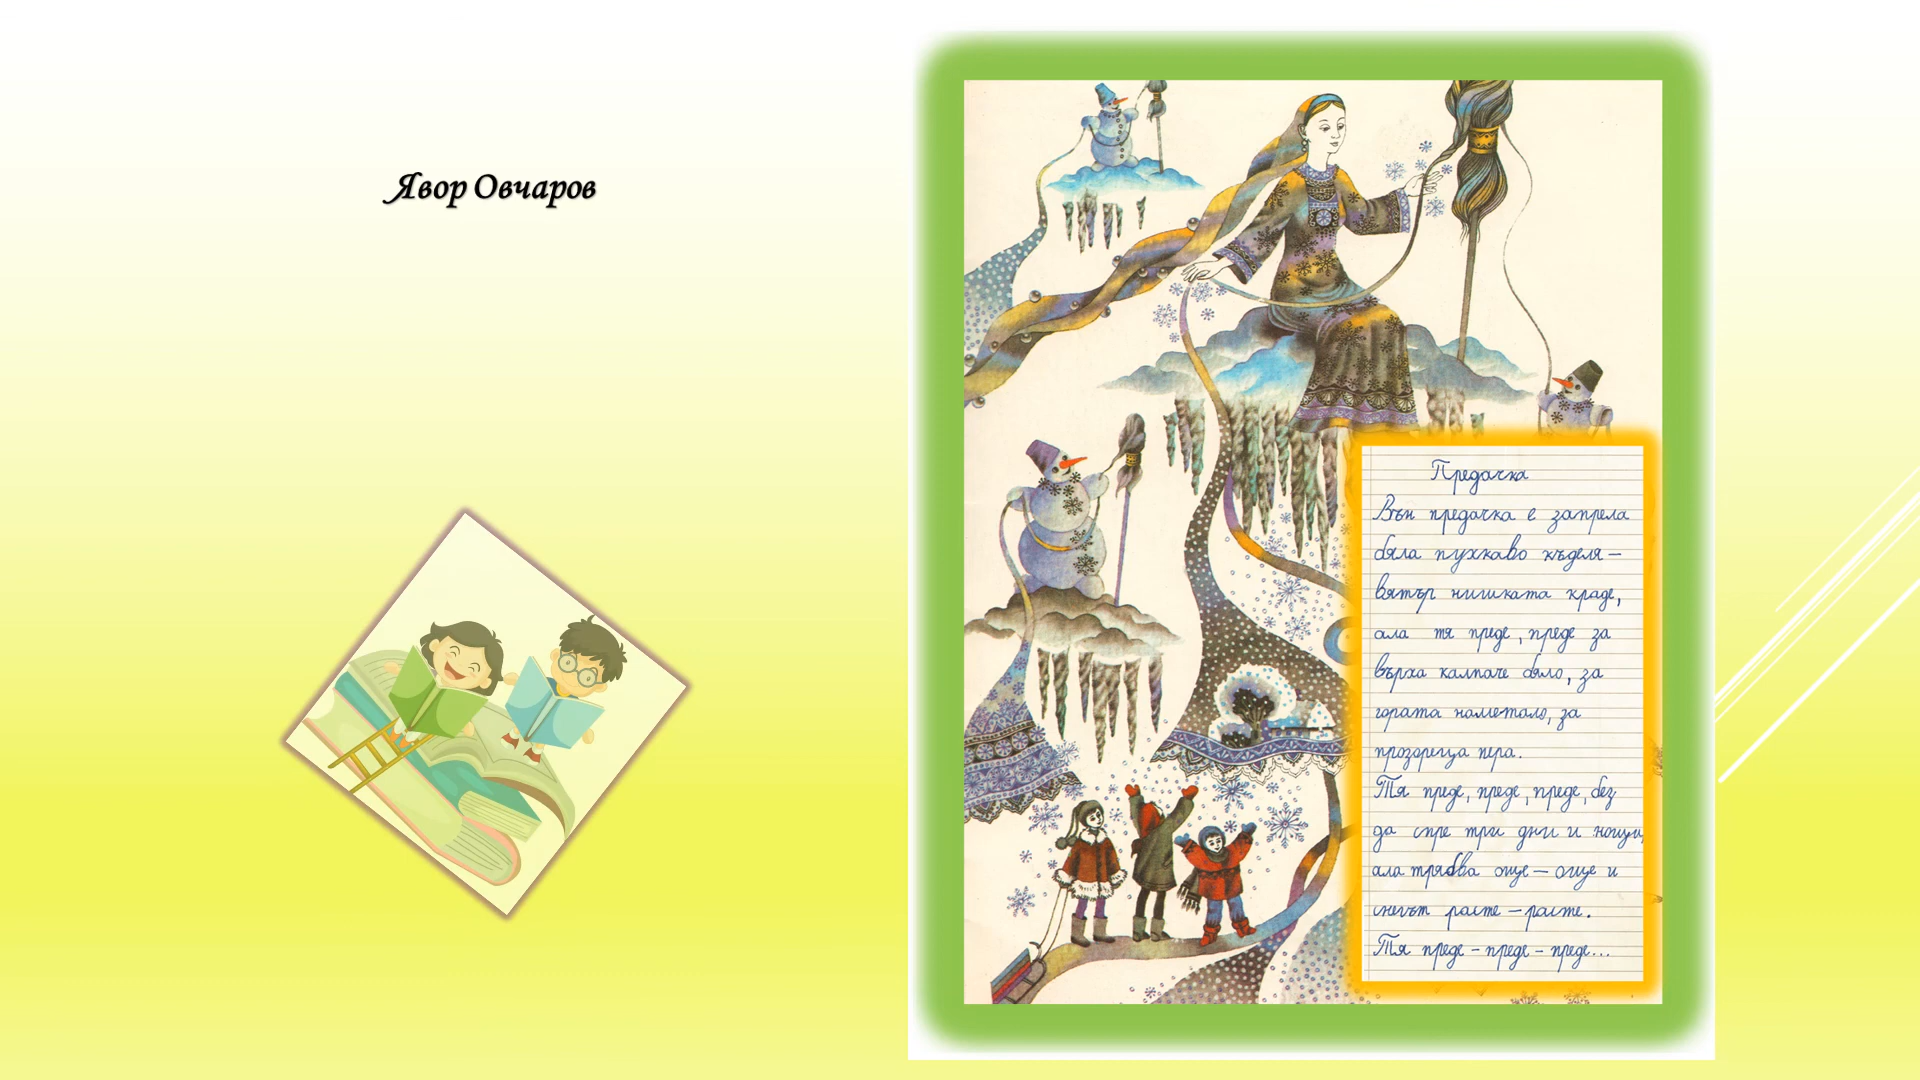 Явор Овчаров
Предачка
Вън предачка е запрела
бяла пухкаво къделя –
вятър нишката краде,
ала тя преде, преде за
върха калпаче бяло, за
гората наметало, за
прозореца пера.
Тя преде, преде, преде, без
да спре три дни и нощи,
ала трябва още – още и
снегът расте – расте.
Тя преде - преде - преде...